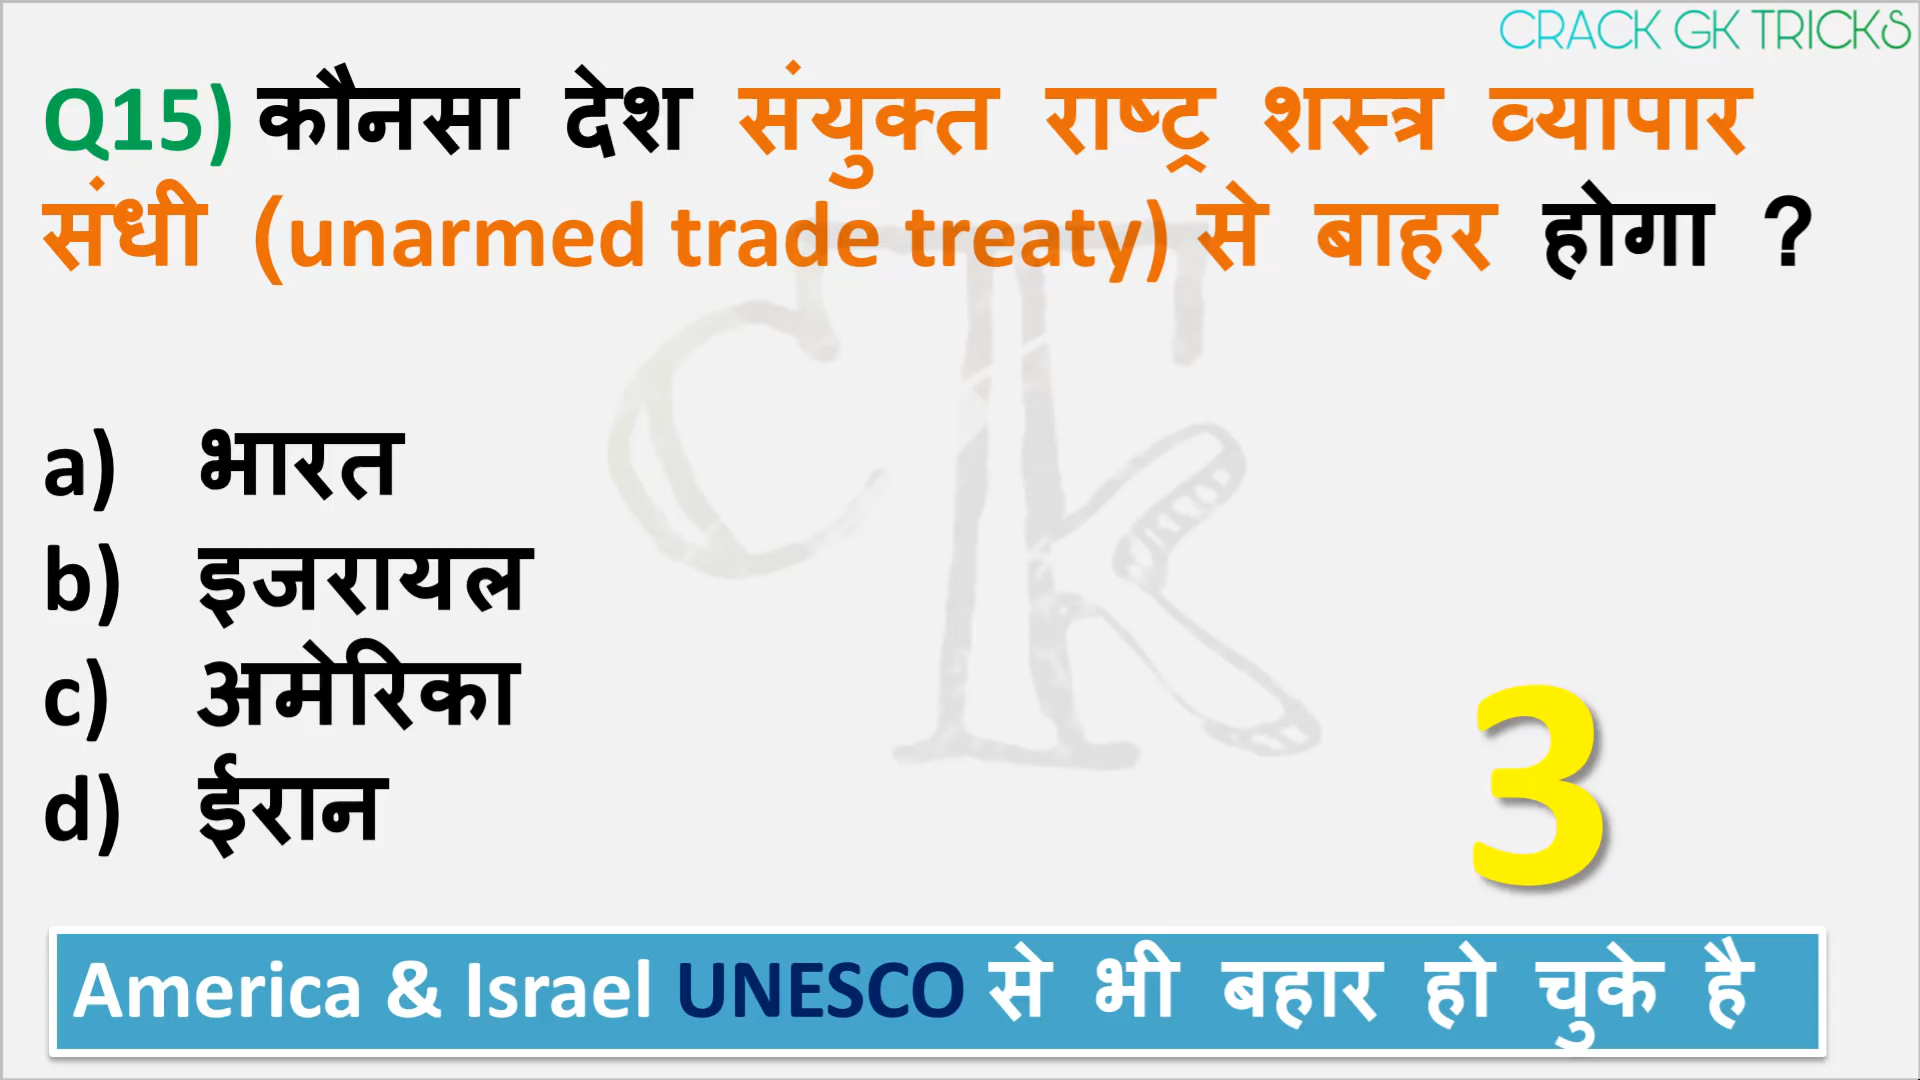 CRACK GK TRICKS
Q15) कौनसा देश संयुक्त राष्ट्र शस्त्र व्यापार
संधी (unarmed trade treaty) से बाहर होगा ?
a) भारत
b) इजरायल
c) अमेरिका
d) ईरान
3
America & Israel UNESCO से भी बहार हो चुके है